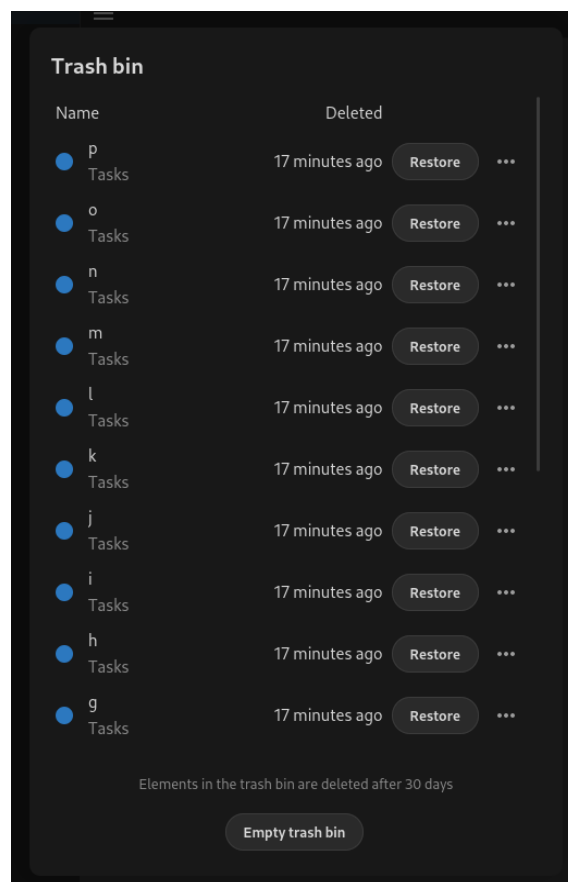 Trash bin
Name Deleted
p
Tasks
17 minutes ago Restore
o
Tasks
17 minutes ago Restore
n
Tasks
17 minutes ago Restore
m
Tasks
17 minutes ago Restore
l
Tasks
17 minutes ago Restore
k
Tasks
17 minutes ago Restore
j
Tasks
17 minutes ago Restore
i
Tasks
17 minutes ago Restore
h
Tasks
17 minutes ago Restore
g
Tasks
17 minutes ago Restore
Elements in the trash bin are deleted after 30 days
Empty trash bin